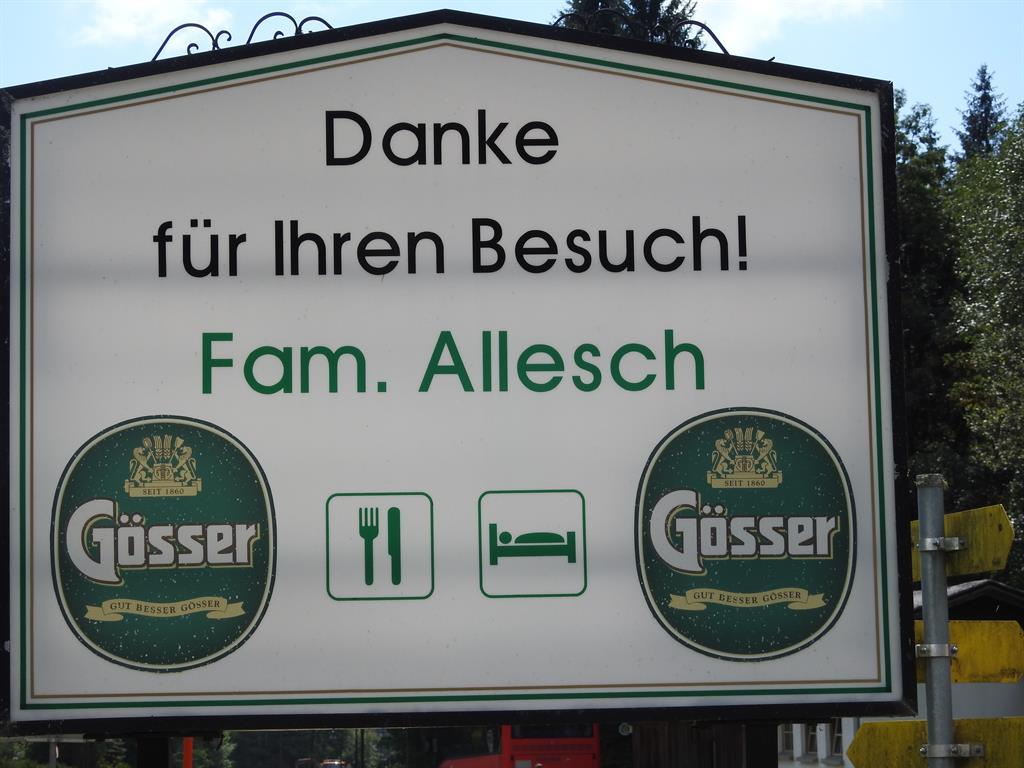 Danke
für Ihren Besuch!
Fam. Allesch
SEIT 1860
Gösser
GUT BESSER GÖSSER
SEIT 1860
Gösser
GUT BESSER GÖSSER